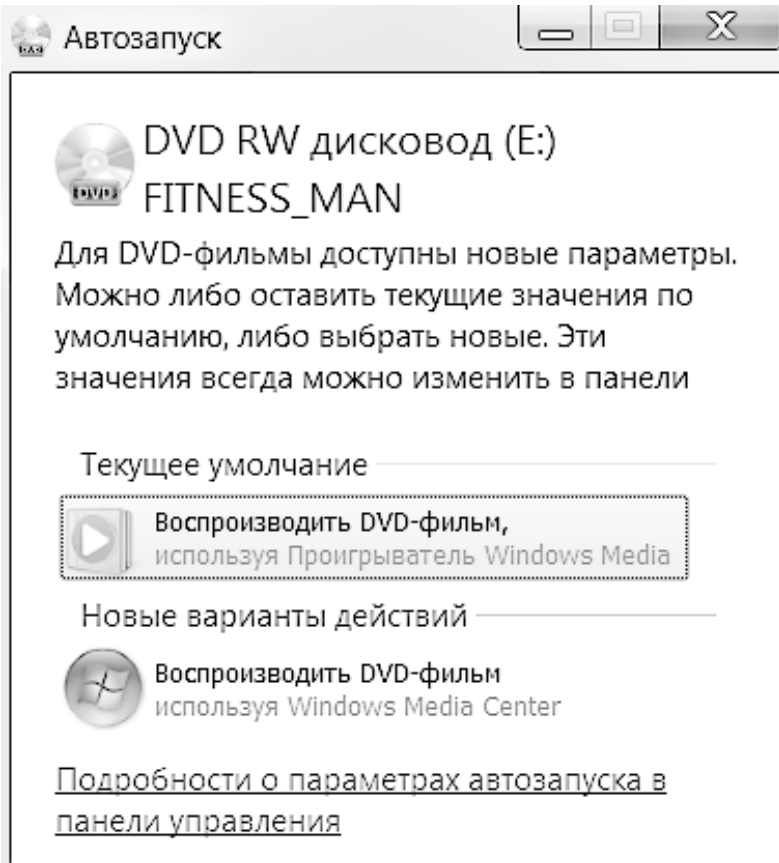 Автозапуск
DVD RW дисковод (E:)
FITNESS_MAN
Для DVD-фильмы доступны новые параметры.
Можно либо оставить текущие значения по
умолчанию, либо выбрать новые. Эти
значения всегда можно изменить в панели
Текущее умолчание
Воспроизводить DVD-фильм,
используя Проигрыватель Windows Media
Новые варианты действий
Воспроизводить DVD-фильм
используя Windows Media Center
Подробности о параметрах автозапуска в
панели управления